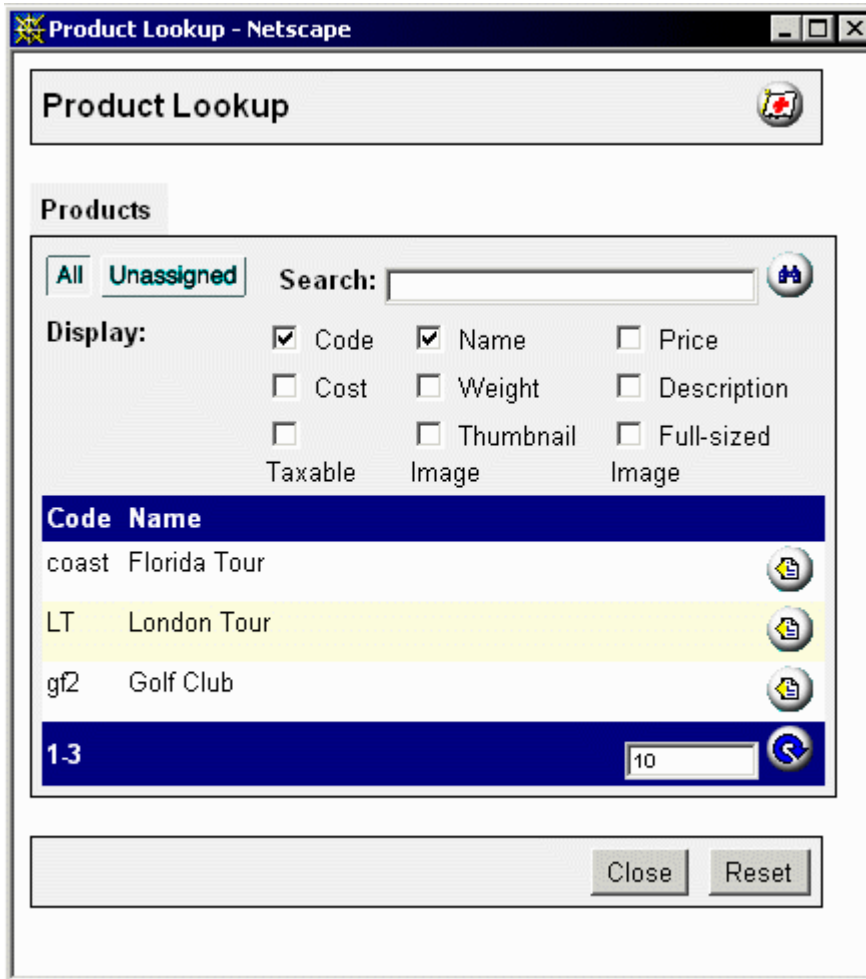 Product Lookup - Netscape
Product Lookup
Products
All Unassigned Search:
Display: Code Name Price
Cost Weight Description
Thumbnail Full-sized
Taxable Image Image
Code Name
coast Florida Tour
LT London Tour
gf2 Golf Club
1-3 10
Close Reset